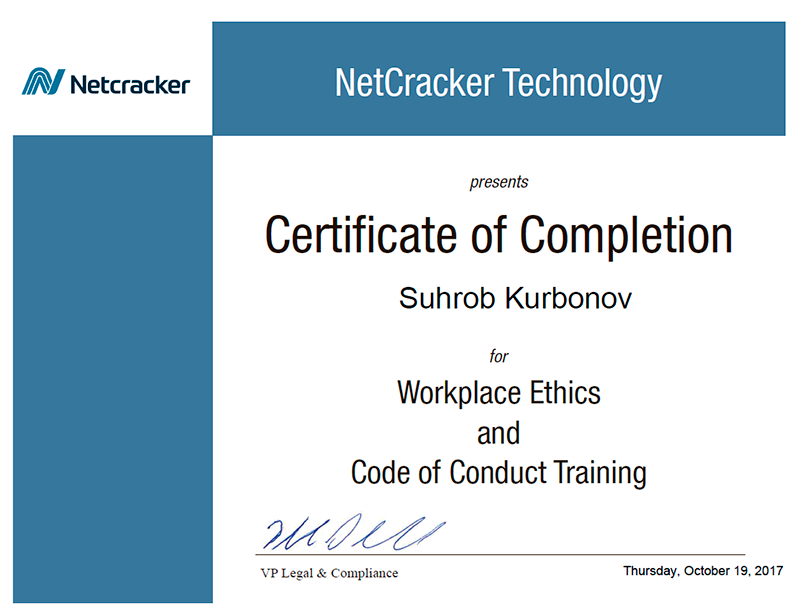 Netcracker
NetCracker Technology
presents
Certificate of Completion
Suhrob Kurbonov
for
Workplace Ethics
and
Code of Conduct Training
VP Legal & Compliance
Thursday, October 19, 2017